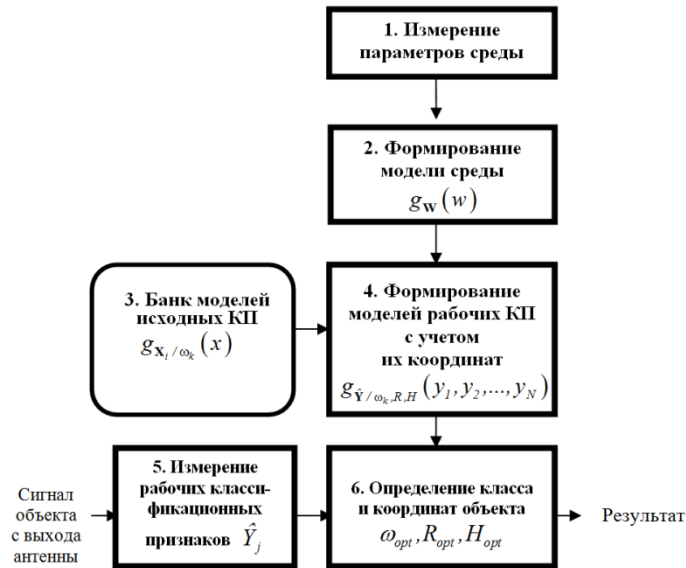 1. Измерение
параметров среды
2. Формирование
модели среды
g_W(w)
3. Банк моделей
исходных КП
g_{X_i/ω_k}(x)
4. Формирование
моделей рабочих КП
с учетом
их координат
g_{Ŷ/ω_k,R,H}(y_1, y_2,..., y_N)
Сигнал
объекта
с выхода
антенны
5. Измерение
рабочих класси-
фикационных
признаков Ŷ_j
6. Определение класса
и координат объекта
ω_opt, R_opt, H_opt
Результат